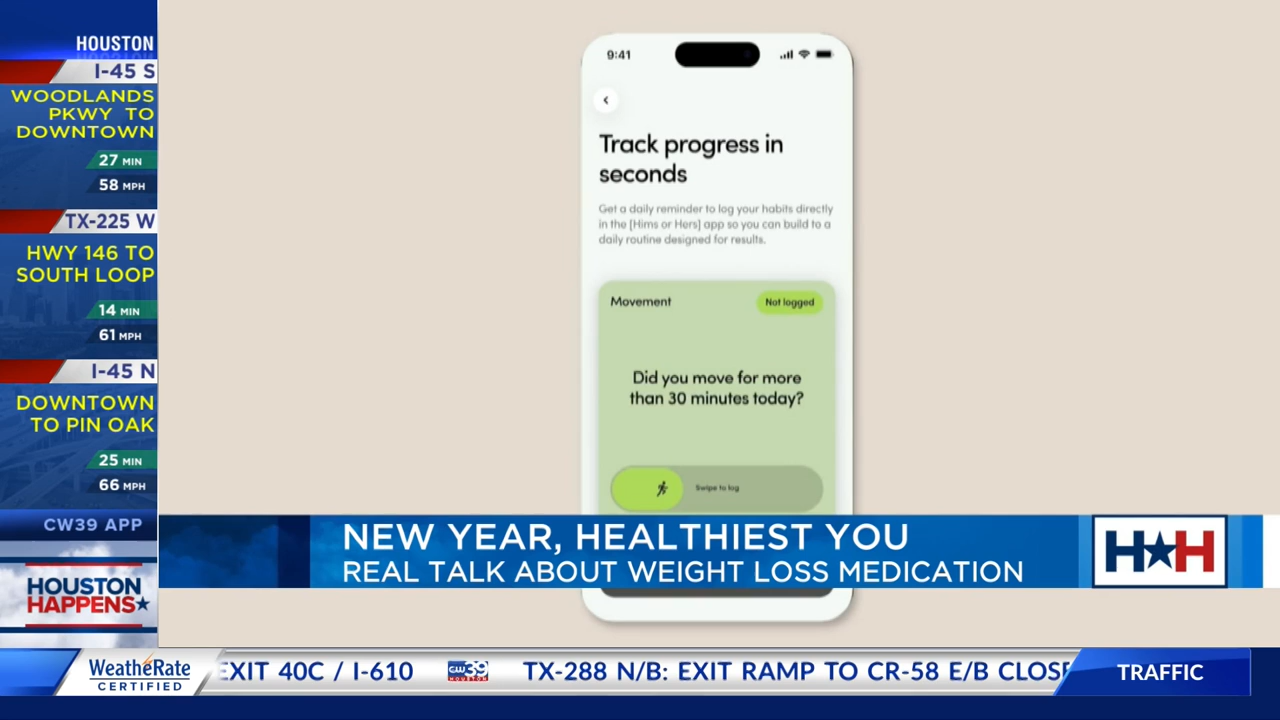 HOUSTON
I-45 S
WOODLANDS
PKWY TO
DOWNTOWN
27 MIN
58 MPH
TX-225 W
HWY 146 TO
SOUTH LOOP
14 MIN
61 MPH
I-45 N
DOWNTOWN
TO PIN OAK
25 MIN
66 MPH
CW39 APP
HOUSTON
HAPPENS
9:41
Track progress in
seconds
Get a daily reminder to log your habits directly
in the [Hims or Hers] app so you can build to a
daily routine designed for results.
Movement
Not logged
Did you move for more
than 30 minutes today?
Swipe to log
NEW YEAR, HEALTHIEST YOU
REAL TALK ABOUT WEIGHT LOSS MEDICATION
H★H
WeatheRate
CERTIFIED
EXIT 40C / I-610
CW39
HOUSTON
TX-288 N/B: EXIT RAMP TO CR-58 E/B CLOSE
TRAFFIC